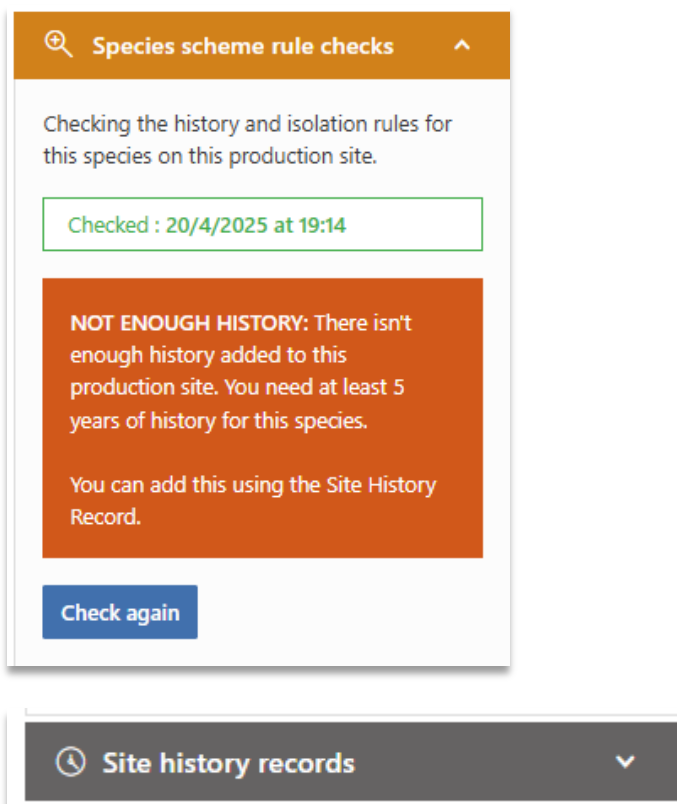 Species scheme rule checks
Checking the history and isolation rules for
this species on this production site.
Checked : 20/4/2025 at 19:14
NOT ENOUGH HISTORY: There isn't
enough history added to this
production site. You need at least 5
years of history for this species.
You can add this using the Site History
Record.
Check again
Site history records